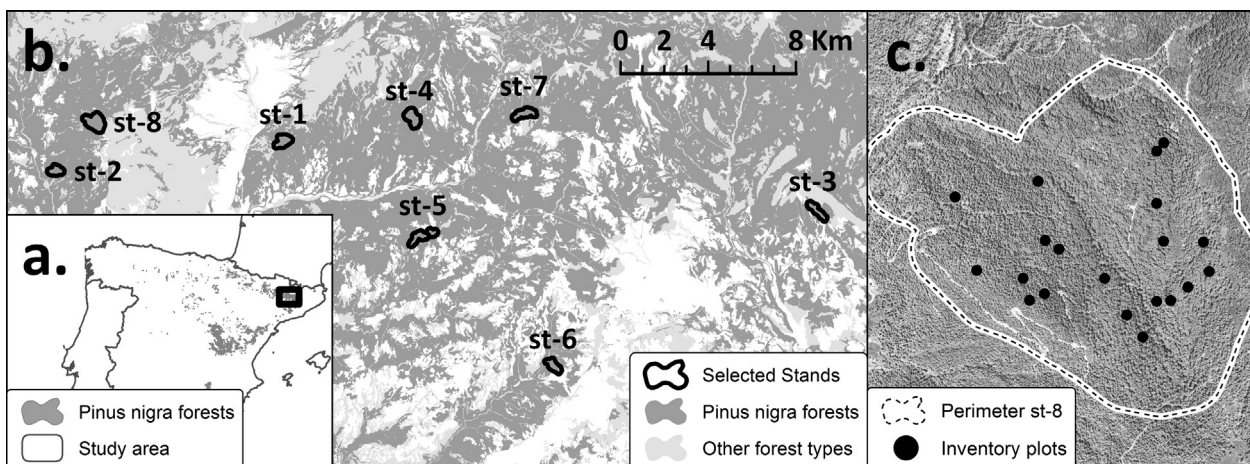 b.
0 2 4 8 Km
st-7
st-4
st-1
st-8
st-2
st-3
st-5
st-6
Selected Stands
Pinus nigra forests
Other forest types
a.
Pinus nigra forests
Study area
c.
Perimeter st-8
Inventory plots